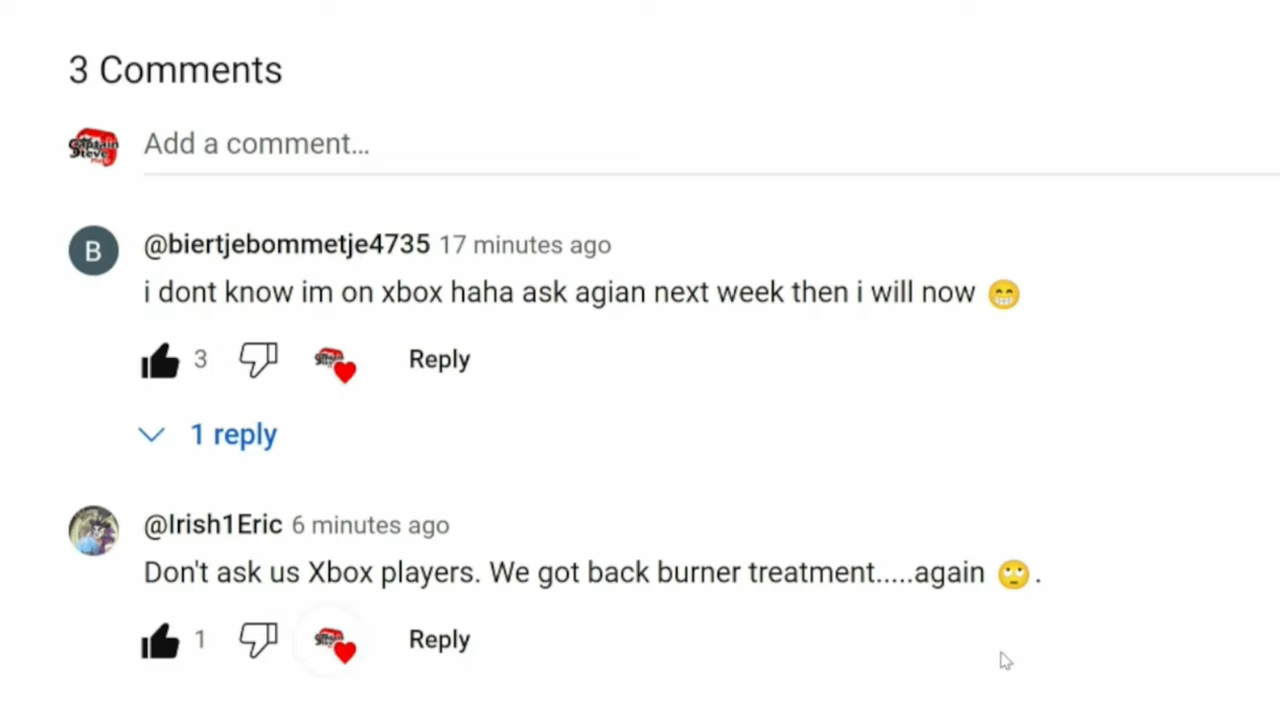 3 Comments
Captain
Steve
Add a comment...
B
@biertjebommetje4735 17 minutes ago
i dont know im on xbox haha ask agian next week then i will now 😁
3
Reply
1 reply
@Irish1Eric 6 minutes ago
Don't ask us Xbox players. We got back burner treatment.....again 🙄.
1
Reply